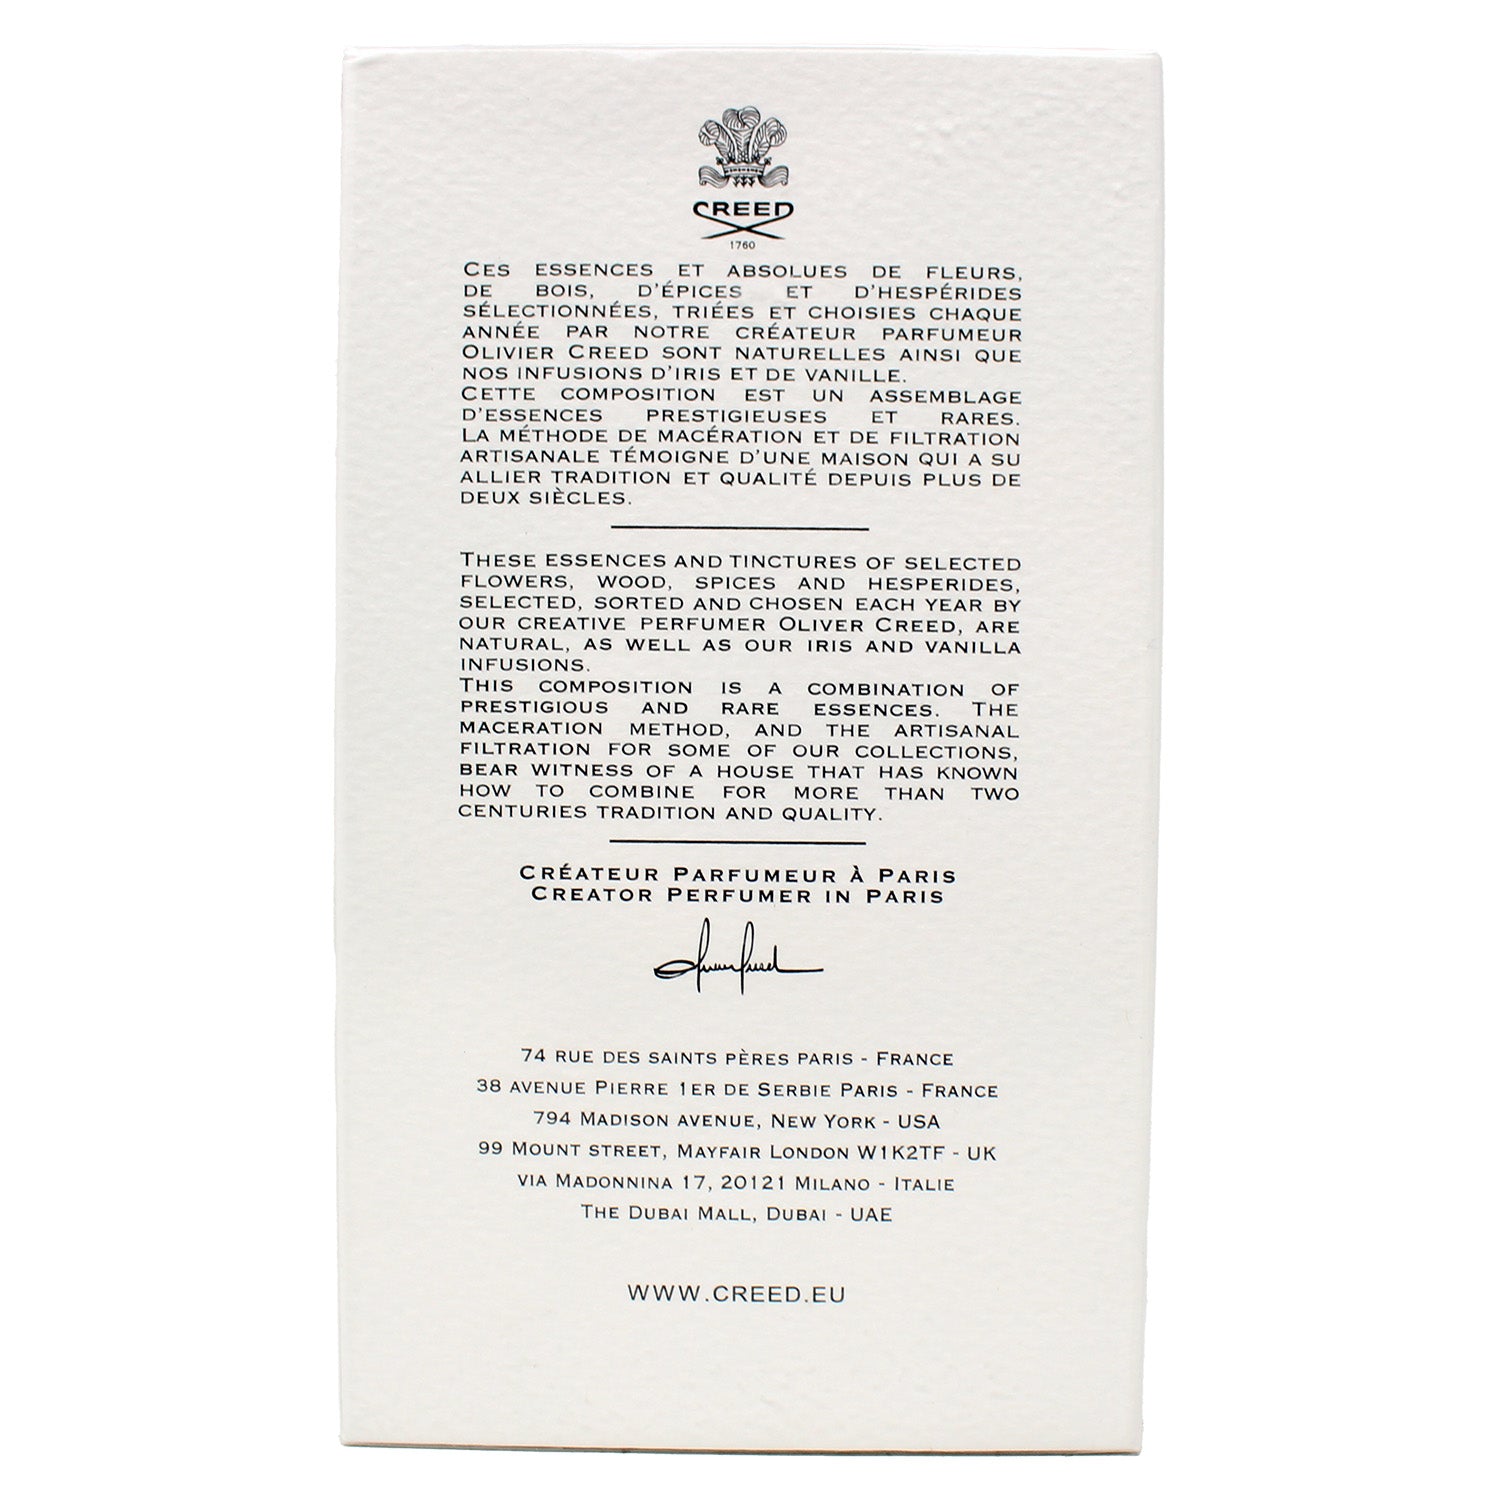 CREED
1760
CES ESSENCES ET ABSOLUES DE FLEURS,
DE BOIS, D'ÉPICES ET D'HESPÉRIDES
SÉLECTIONNÉES, TRIÉES ET CHOISIES CHAQUE
ANNÉE PAR NOTRE CRÉATEUR PARFUMEUR
OLIVIER CREED SONT NATURELLES AINSI QUE
NOS INFUSIONS D'IRIS ET DE VANILLE.
CETTE COMPOSITION EST UN ASSEMBLAGE
D'ESSENCES PRESTIGIEUSES ET RARES.
LA MÉTHODE DE MACÉRATION ET DE FILTRATION
ARTISANALE TÉMOIGNE D'UNE MAISON QUI A SU
ALLIER TRADITION ET QUALITÉ DEPUIS PLUS DE
DEUX SIÈCLES.
THESE ESSENCES AND TINCTURES OF SELECTED
FLOWERS, WOOD, SPICES AND HESPERIDES,
SELECTED, SORTED AND CHOSEN EACH YEAR BY
OUR CREATIVE PERFUMER OLIVER CREED, ARE
NATURAL, AS WELL AS OUR IRIS AND VANILLA
INFUSIONS.
THIS COMPOSITION IS A COMBINATION OF
PRESTIGIOUS AND RARE ESSENCES. THE
MACERATION METHOD, AND THE ARTISANAL
FILTRATION FOR SOME OF OUR COLLECTIONS,
BEAR WITNESS OF A HOUSE THAT HAS KNOWN
HOW TO COMBINE FOR MORE THAN TWO
CENTURIES TRADITION AND QUALITY.
CRÉATEUR PARFUMEUR À PARIS
CREATOR PERFUMER IN PARIS
74 RUE DES SAINTS PÈRES PARIS - FRANCE
38 AVENUE PIERRE 1ER DE SERBIE PARIS - FRANCE
794 MADISON AVENUE, NEW YORK - USA
99 MOUNT STREET, MAYFAIR LONDON W1K2TF - UK
VIA MADONNINA 17, 20121 MILANO - ITALIE
THE DUBAI MALL, DUBAI - UAE
WWW.CREED.EU